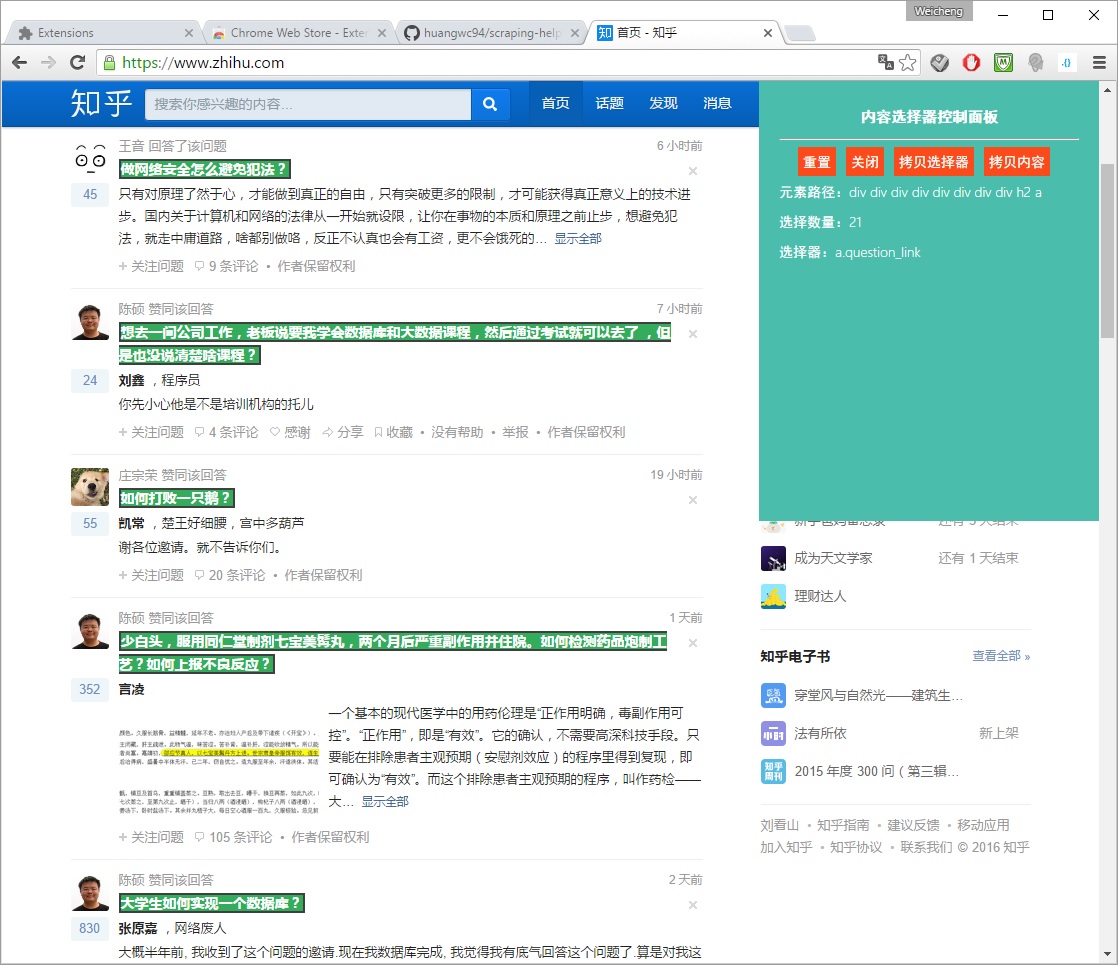 Weicheng
Extensions
Chrome Web Store - Exte
huangwc94/scraping-help
首页 - 知乎
https://www.zhihu.com
知乎
搜索你感兴趣的内容...
首页
话题
发现
消息
内容选择器控制面板
重置
关闭
拷贝选择器
拷贝内容
元素路径：div div div div div div div div h2 a
选择数量：21
选择器：a.question_link
王音 回答了该问题
6 小时前
做网络安全怎么避免犯法？
45
只有对原理了然于心，才能做到真正的自由，只有突破更多的限制，才可能获得真正意义上的技术进
步。国内关于计算机和网络的法律从一开始就设限，让你在事物的本质和原理之前止步，想避免犯
法，就走中庸道路，啥都别做咯，反正不认真也会有工资，更不会饿死的… 显示全部
+ 关注问题 9 条评论 • 作者保留权利
陈硕 赞同该回答
7 小时前
想去一间公司工作，老板说要我学会数据库和大数据课程，然后通过考试就可以去了 ，但
是也没说清楚啥课程？
24
刘鑫 ，程序员
你先小心他是不是培训机构的托儿
+ 关注问题 4 条评论 感谢 分享 收藏 • 没有帮助 • 举报 • 作者保留权利
庄宗荣 赞同该回答
19 小时前
如何打败一只鹅？
55
凯常 ，楚王好细腰，宫中多葫芦
谢各位邀请。就不告诉你们。
+ 关注问题 20 条评论 • 作者保留权利
陈硕 赞同该回答
1 天前
少白头，服用同仁堂制剂七宝美髯丸，两个月后严重副作用并住院。如何检测药品炮制工
艺？如何上报不良反应？
352
言凌
一个基本的现代医学中的用药伦理是“正作用明确，毒副作用可
控”。“正作用”，即是“有效”。它的确认，不需要高深科技手段。只
要能在排除患者主观预期（安慰剂效应）的程序里得到复现，即
可确认为“有效”。而这个排除患者主观预期的程序，叫作药检——
大… 显示全部
+ 关注问题 105 条评论 • 作者保留权利
陈硕 赞同该回答
2 天前
大学生如何实现一个数据库？
830
张原嘉 ，网络废人
大概半年前, 我收到了这个问题的邀请.现在我数据库完成, 我觉得我有底气回答这个问题了.算是对我这
成为天文学家
还有 1 天结束
理财达人
知乎电子书
查看全部 »
穿堂风与自然光——建筑生…
法有所依
新上架
知乎周刊
2015 年度 300 问（第三辑…
刘看山 • 知乎指南 • 建议反馈 • 移动应用
加入知乎 • 知乎协议 • 联系我们 © 2016 知乎